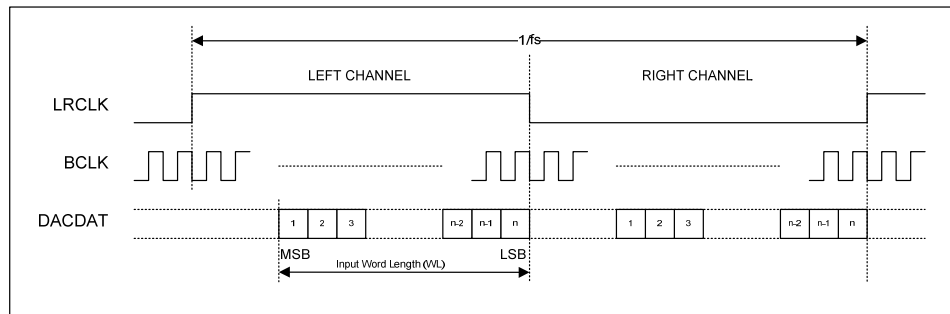 1/fs
LEFT CHANNEL RIGHT CHANNEL
LRCLK
BCLK
DACDAT 1 2 3 n-2 n-1 n 1 2 3 n-2 n-1 n
MSB LSB
Input Word Length (WL)